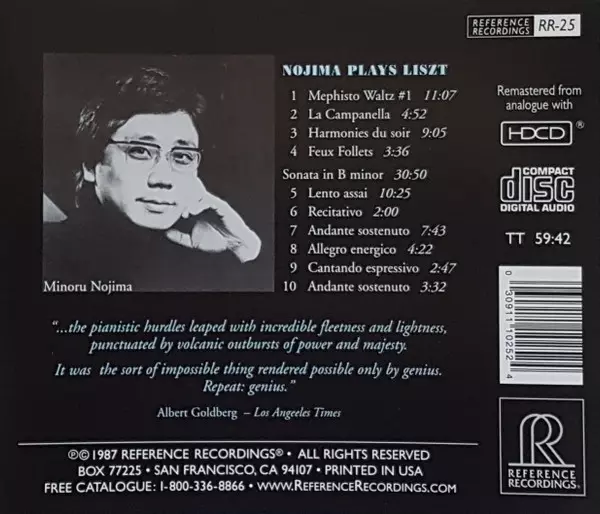 REFERENCE RECORDINGS RR-25
NOJIMA PLAYS LISZT
1 Mephisto Waltz #1 11:07
2 La Campanella 4:52
3 Harmonies du soir 9:05
4 Feux Follets 3:36
Sonata in B minor 30:50
5 Lento assai 10:25
6 Recitativo 2:00
7 Andante sostenuto 7:43
8 Allegro energico 4:22
9 Cantando espressivo 2:47
10 Andante sostenuto 3:32
Minoru Nojima
Remastered from
analogue with
HDCD®
COMPACT
disc
DIGITAL AUDIO
TT 59:42
0 30911 10252 4
"...the pianistic hurdles leaped with incredible fleetness and lightness,
punctuated by volcanic outbursts of power and majesty.
It was the sort of impossible thing rendered possible only by genius.
Repeat: genius."
Albert Goldberg – Los Angeles Times
℗©1987 REFERENCE RECORDINGS® • ALL RIGHTS RESERVED
BOX 77225 • SAN FRANCISCO, CA 94107 • PRINTED IN USA
FREE CATALOGUE: 1-800-336-8866 • WWW.REFERENCERECORDINGS.COM
R
REFERENCE
RECORDINGS®